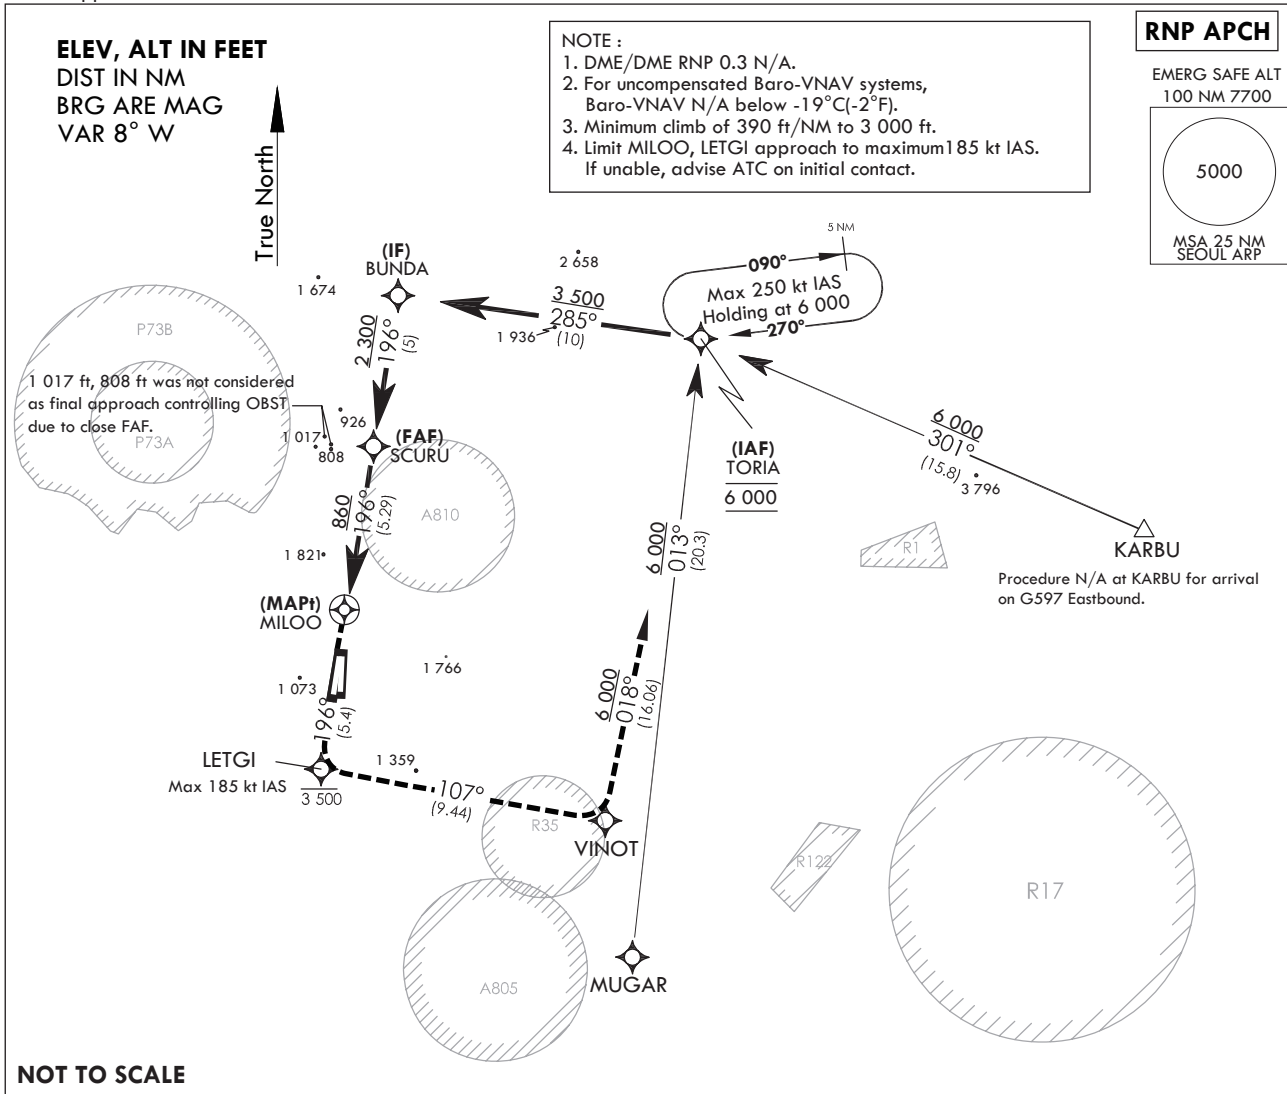 ELEV, ALT IN FEET
DIST IN NM
BRG ARE MAG
VAR 8° W
True North
NOTE :
1. DME/DME RNP 0.3 N/A.
2. For uncompensated Baro-VNAV systems,
Baro-VNAV N/A below -19°C(-2°F).
3. Minimum climb of 390 ft/NM to 3 000 ft.
4. Limit MILOO, LETGI approach to maximum185 kt IAS.
If unable, advise ATC on initial contact.
RNP APCH
EMERG SAFE ALT
100 NM 7700
5000
MSA 25 NM
SEOUL ARP
(IF)
BUNDA
1 674
2 658
3 500
285°
(10)
1 936
5 NM
090°
Max 250 kt IAS
Holding at 6 000
270°
P73B
2 300
196°
(5)
1 017 ft, 808 ft was not considered
as final approach controlling OBST
due to close FAF.
P73A
926
1 017
808
(FAF)
SCURU
(IAF)
TORIA
6 000
6 000
301°
(15.8)
3 796
KARBU
Procedure N/A at KARBU for arrival
on G597 Eastbound.
R1
A810
860
196°
(5.29)
1 821
6 000
013°
(20.3)
(MAPt)
MILOO
1 766
1 073
196°
(5.4)
6 000
018°
(16.06)
LETGI
Max 185 kt IAS
3 500
1 359
107°
(9.44)
R35
VINOT
R122
R17
A805
MUGAR
NOT TO SCALE